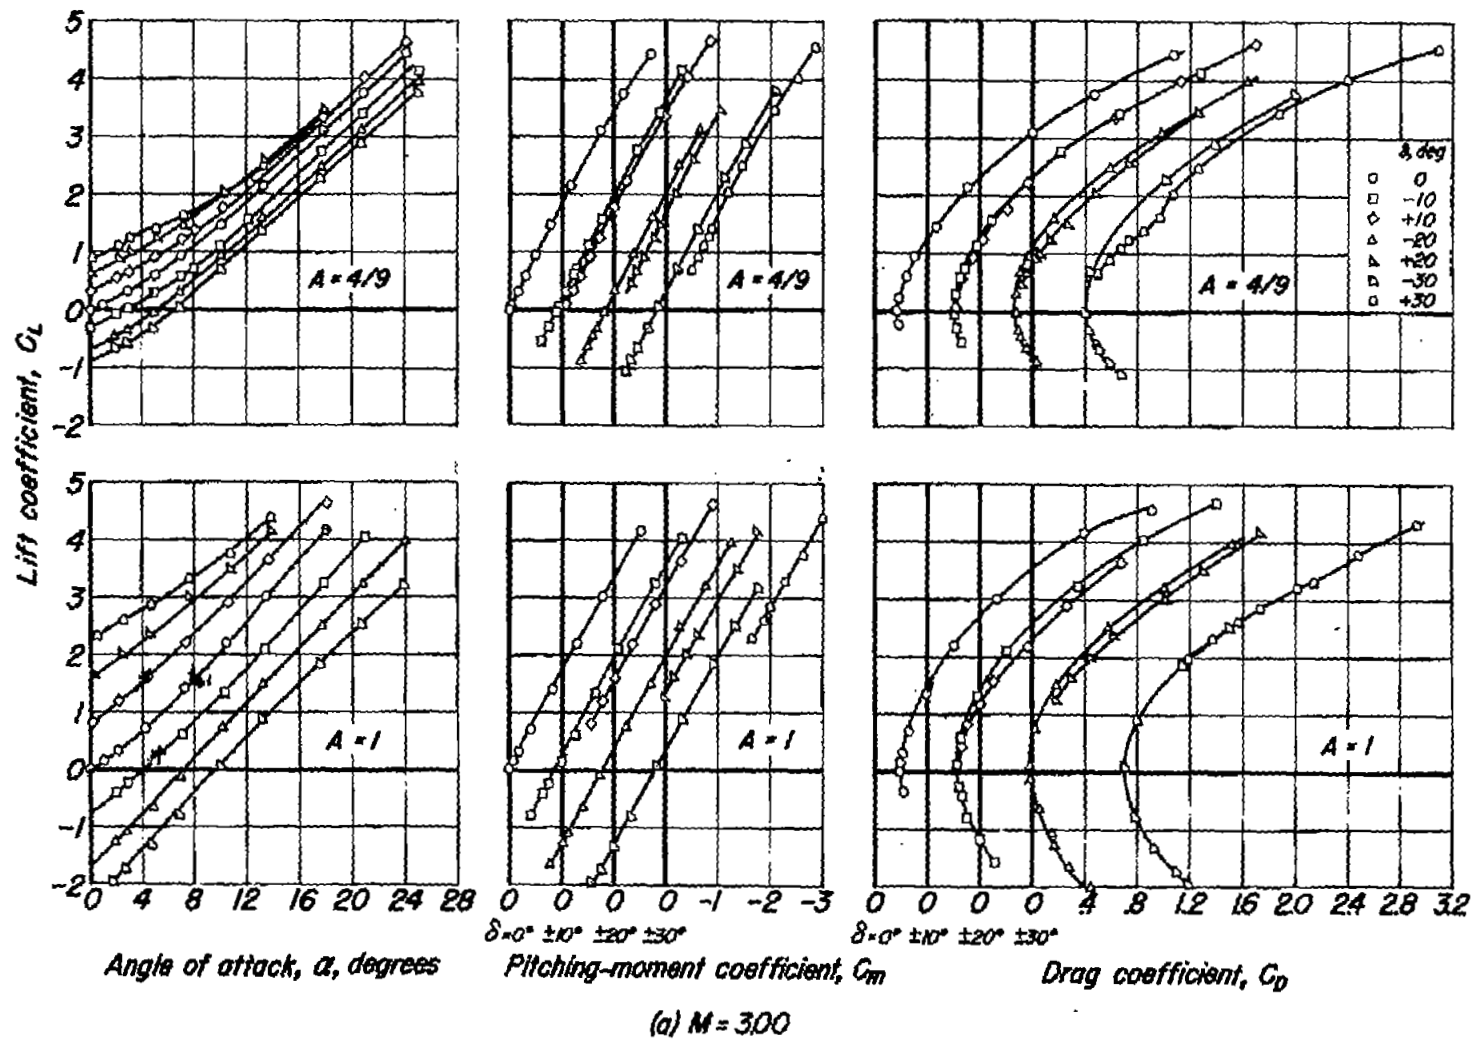 5
4
3
2
1
0
-1
-2
A = 4/9
A = 4/9
A = 4/9
δ, deg
0
-10
+10
-20
+20
-30
+30
Lift coefficient, C_L
5
4
3
2
1
0
-1
-2
A = 1
A = 1
A = 1
0 4 8 12 16 20 24 28
0 0 0 0 -1 -2 -3
0 0 0 0 .4 .8 1.2 1.6 2.0 2.4 2.8 3.2
δ=0° ±10° ±20° ±30°
δ=0° ±10° ±20° ±30°
Angle of attack, α, degrees
Pitching-moment coefficient, Cm
Drag coefficient, C_D
(a) M = 3.00